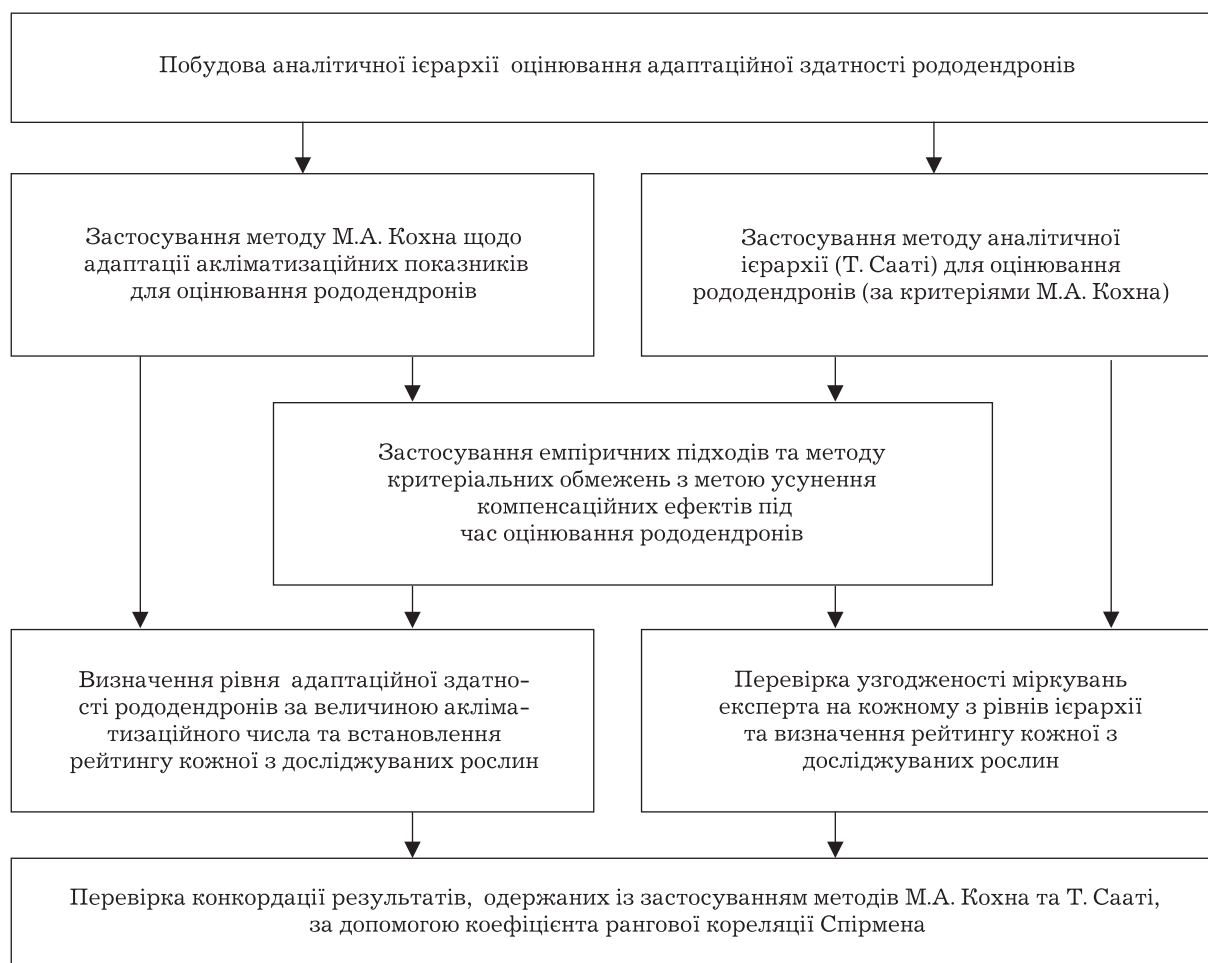 Побудова аналітичної ієрархії оцінювання адаптаційної здатності рододендронів
Застосування методу М.А. Кохна щодо
адаптації акліматизаційних показників
для оцінювання рододендронів
Застосування методу аналітичної
ієрархії (Т. Сааті) для оцінювання
рододендронів (за критеріями М.А. Кохна)
Застосування емпіричних підходів та методу
критеріальних обмежень з метою усунення
компенсаційних ефектів під
час оцінювання рододендронів
Визначення рівня адаптаційної здатно-
сті рододендронів за величиною акліма-
тизаційного числа та встановлення
рейтингу кожної з досліджуваних рослин
Перевірка узгодженості міркувань
експерта на кожному з рівнів ієрархії
та визначення рейтингу кожної з
досліджуваних рослин
Перевірка конкордації результатів, одержаних із застосуванням методів М.А. Кохна та Т. Сааті,
за допомогою коефіцієнта рангової кореляції Спірмена